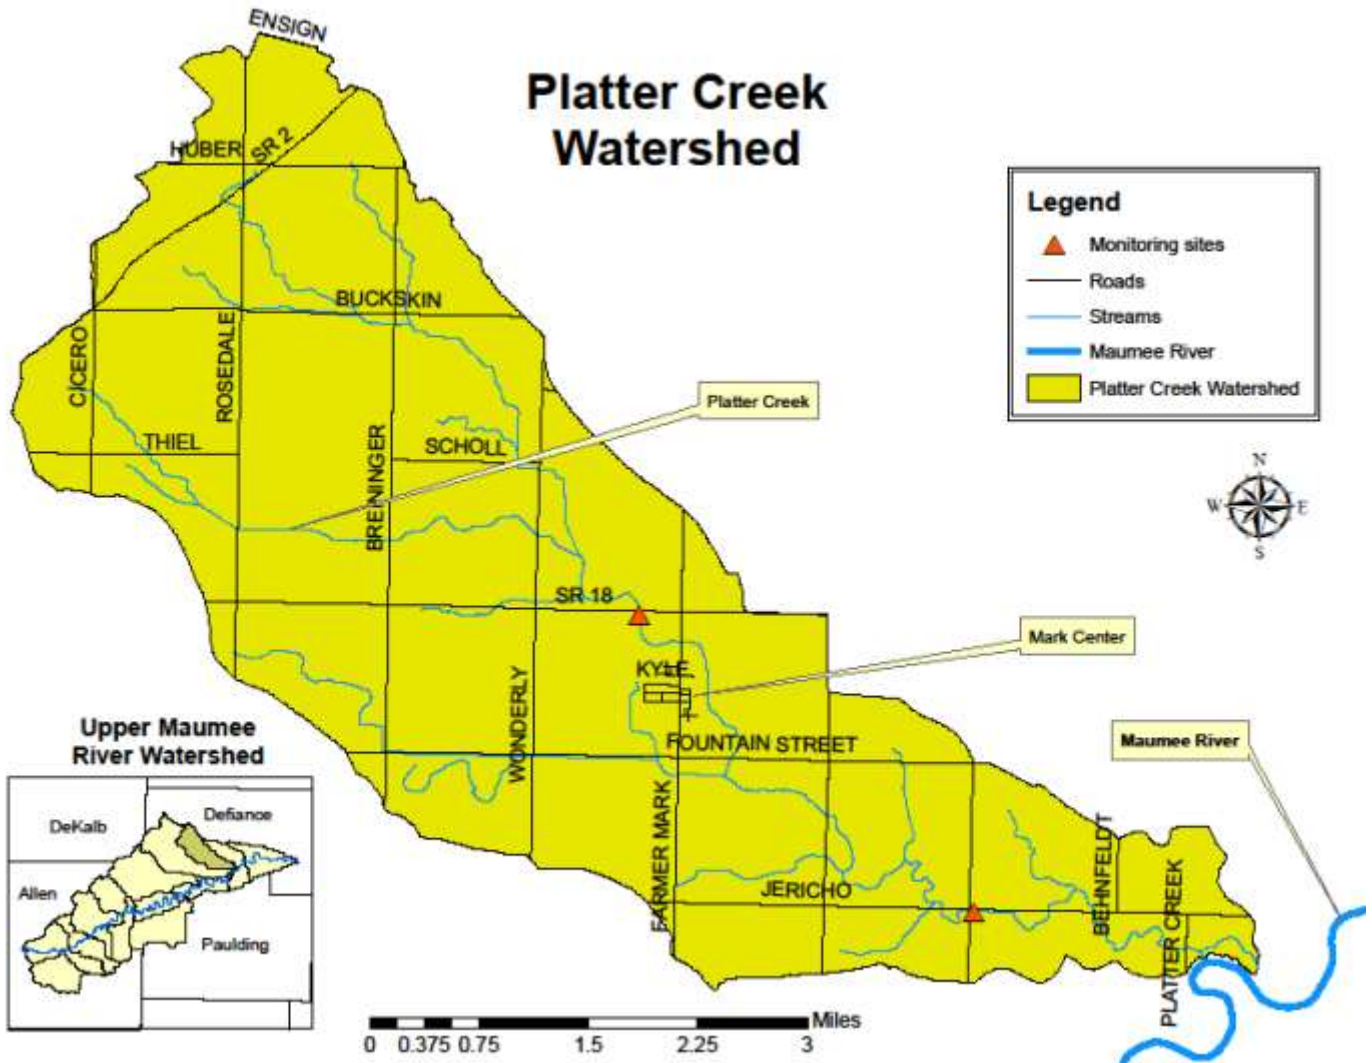 ENSIGN
Platter Creek
Watershed
HUBER
SR 2
Legend
Monitoring sites
Roads
Streams
Maumee River
Platter Creek Watershed
BUCKSKIN
CICERO
ROSEDALE
Platter Creek
THIEL
BREININGER
SCHOLL
N
W
E
S
SR 18
Mark Center
KYLE
WONDERLY
FOUNTAIN STREET
Maumee River
Upper Maumee
River Watershed
DeKalb
Defiance
Allen
Paulding
FARMER MARK
JERICHO
BEHNFELDT
PLATTER CREEK
Miles
0 0.375 0.75 1.5 2.25 3